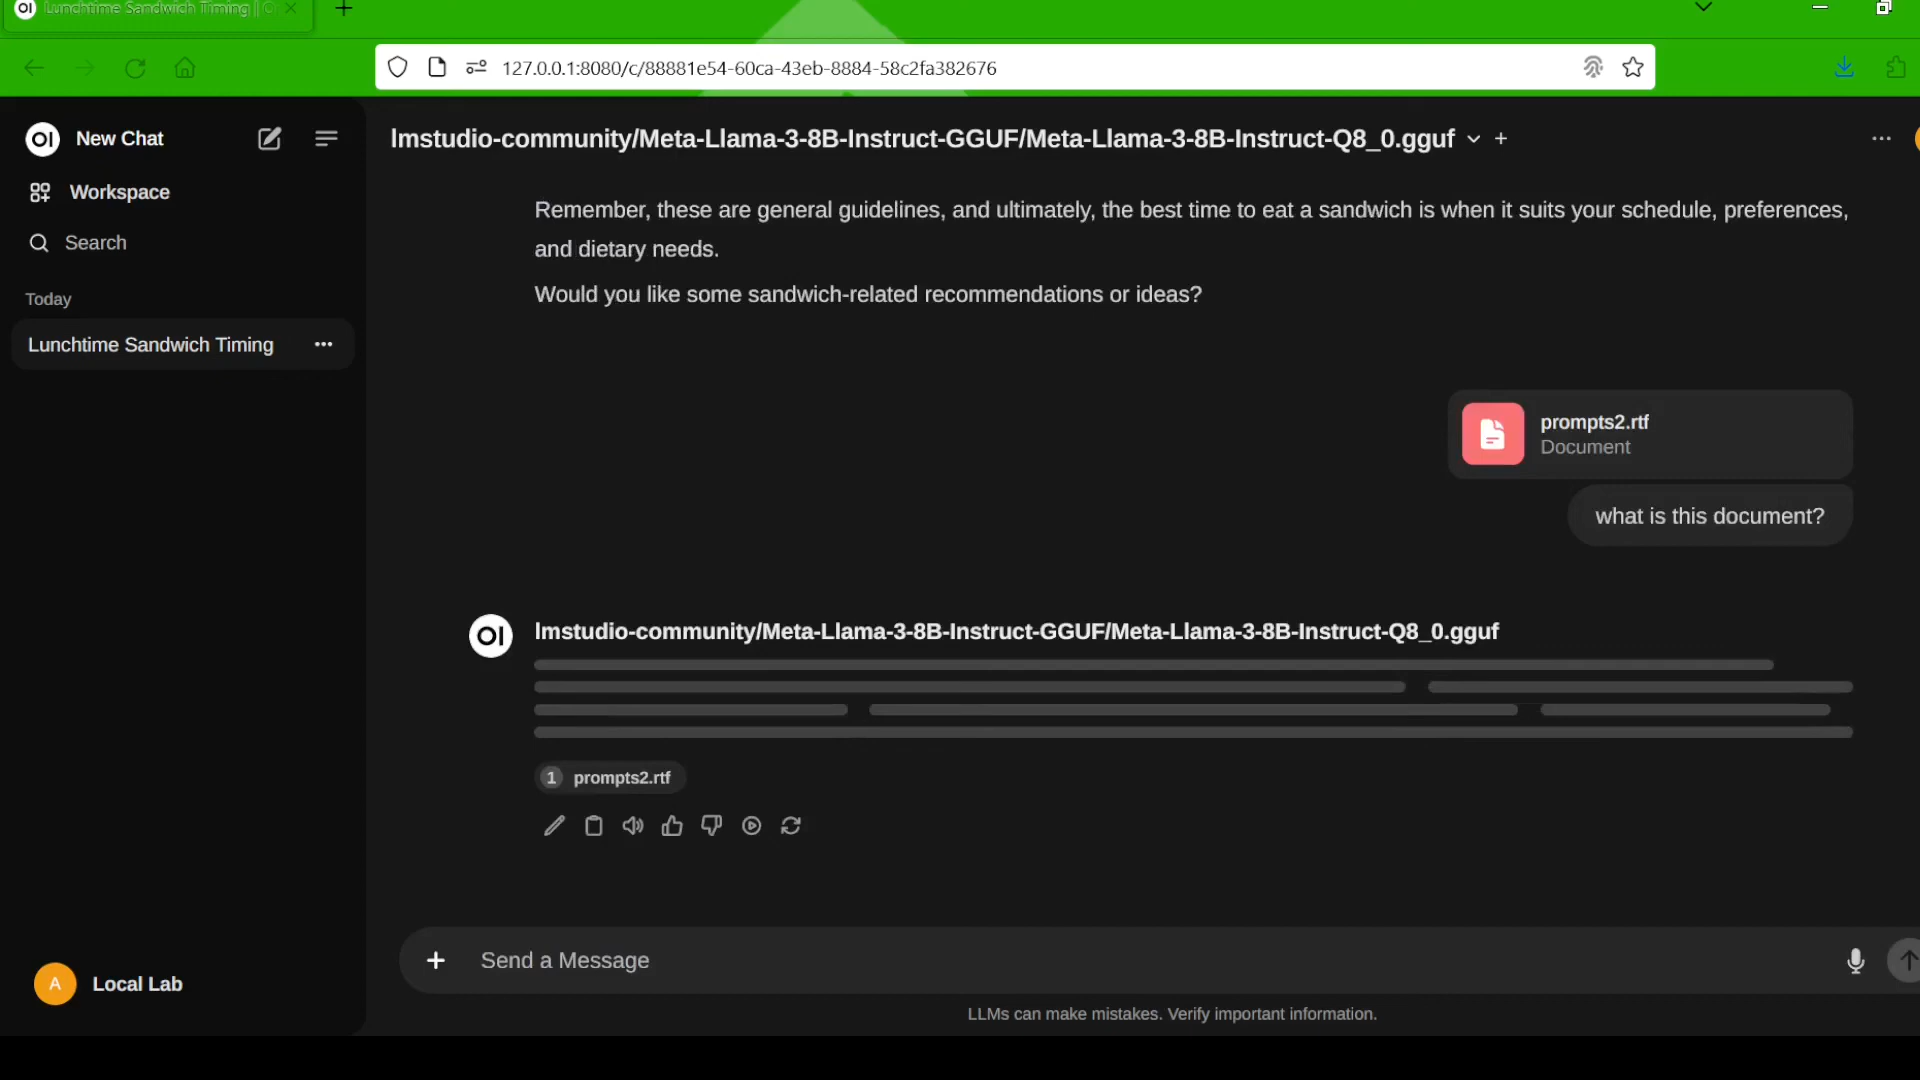 OI Lunchtime Sandwich Timing | O
127.0.0.1:8080/c/88881e54-60ca-43eb-8884-58c2fa382676
OI New Chat
Workspace
Search
Today
Lunchtime Sandwich Timing
A Local Lab
lmstudio-community/Meta-Llama-3-8B-Instruct-GGUF/Meta-Llama-3-8B-Instruct-Q8_0.gguf
Remember, these are general guidelines, and ultimately, the best time to eat a sandwich is when it suits your schedule, preferences,
and dietary needs.
Would you like some sandwich-related recommendations or ideas?
prompts2.rtf
Document
what is this document?
OI lmstudio-community/Meta-Llama-3-8B-Instruct-GGUF/Meta-Llama-3-8B-Instruct-Q8_0.gguf
1 prompts2.rtf
Send a Message
LLMs can make mistakes. Verify important information.